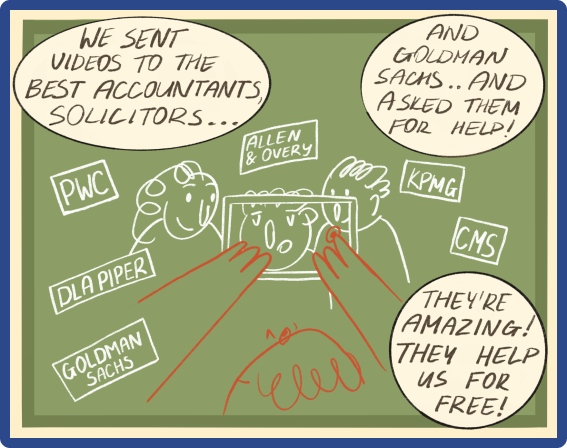 WE SENT
VIDEOS TO THE
BEST ACCOUNTANTS,
SOLICITORS...
AND
GOLDMAN
SACHS.. AND
ASKED THEM
FOR HELP!
ALLEN
& OVERY
PWC
KPMG
CMS
DLA PIPER
GOLDMAN
SACHS
THEY'RE
AMAZING!
THEY HELP
US FOR
FREE!